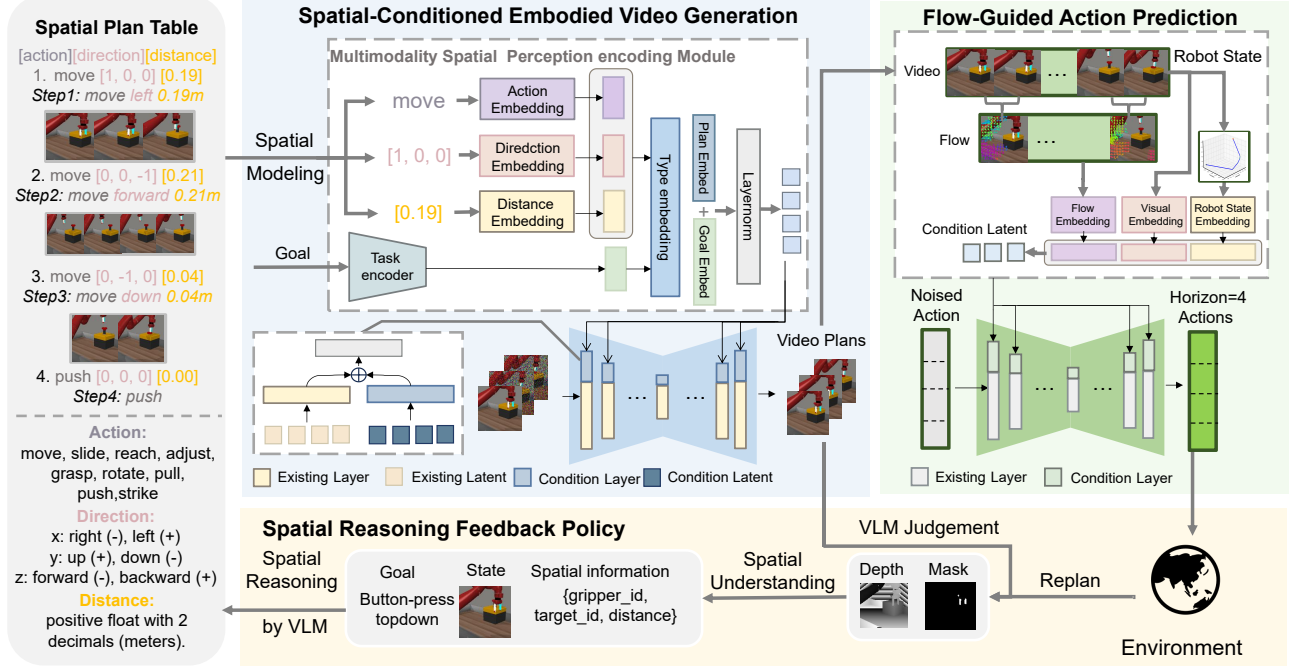 Spatial Plan Table
[action][direction][distance]
1. move [1, 0, 0] [0.19]
Step1: move left 0.19m
2. move [0, 0, -1] [0.21]
Step2: move forward 0.21m
3. move [0, -1, 0] [0.04]
Step3: move down 0.04m
4. push [0, 0, 0] [0.00]
Step4: push
Action:
move, slide, reach, adjust,
grasp, rotate, pull,
push,strike
Direction:
x: right (-), left (+)
y: up (+), down (-)
z: forward (-), backward (+)
Distance:
positive float with 2
decimals (meters).
Spatial-Conditioned Embodied Video Generation
Multimodality Spatial Perception encoding Module
Spatial
Modeling
Goal
move
[1, 0, 0]
[0.19]
Action
Embedding
Diredction
Embedding
Distance
Embedding
Task
encoder
Type embedding
Plan Embed
+
Goal Embed
Layernorm
...
...
Video Plans
Existing Layer
Existing Latent
Condition Layer
Condition Latent
Flow-Guided Action Prediction
Video
...
Robot State
Flow
...
Flow
Embedding
Visual
Embedding
Robot State
Embedding
Condition Latent
Noised
Action
...
...
Horizon=4
Actions
Existing Layer
Condition Layer
Spatial Reasoning Feedback Policy
Spatial
Reasoning
by VLM
Goal
Button-press
topdown
State
Spatial information
{gripper_id,
target_id, distance}
Spatial
Understanding
VLM Judgement
Depth
Mask
Replan
Environment